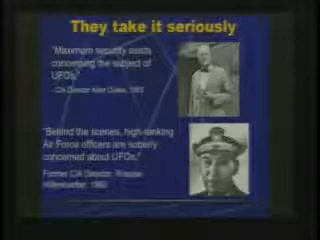 They take it seriously
"Maximum security exists
concerning the subject of
UFOs."
- CIA Director Allen Dulles, 1955
"Behind the scenes, high-ranking
Air Force officers are soberly
concerned about UFOs."
Former CIA Director Roscoe
Hillenkoetter, 1960